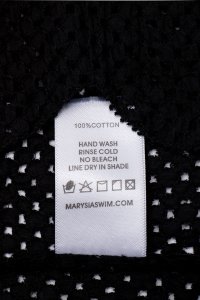 100%COTTON
HAND WASH
RINSE COLD
NO BLEACH
LINE DRY IN SHADE
MARYSIASWIM.COM